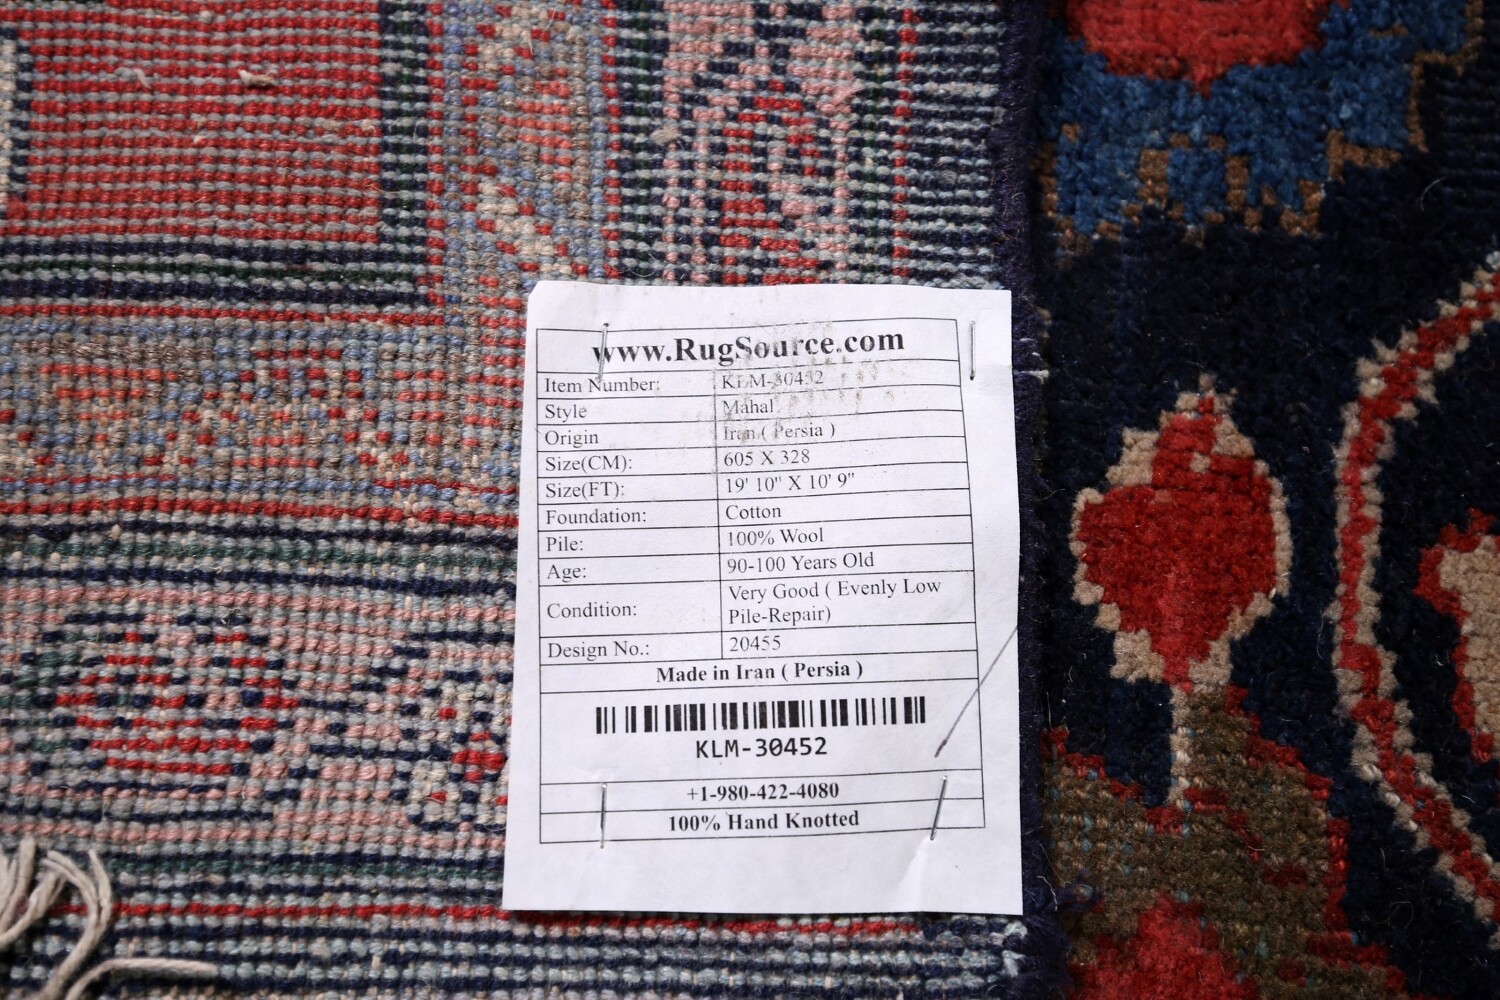 www.RugSource.com
Item Number: KLM-30452
Style Mahal
Origin Iran ( Persia )
Size(CM): 605 X 328
Size(FT): 19' 10" X 10' 9"
Foundation: Cotton
Pile: 100% Wool
Age: 90-100 Years Old
Condition: Very Good ( Evenly Low
Pile-Repair)
Design No.: 20455
Made in Iran ( Persia )
KLM-30452
+1-980-422-4080
100% Hand Knotted